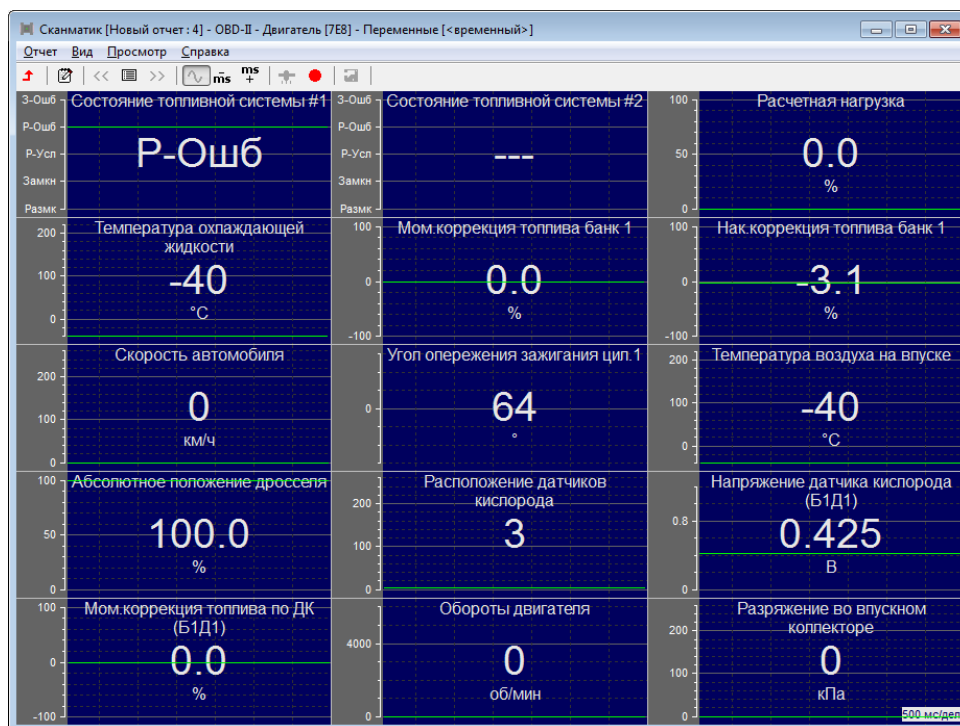 Сканматик [Новый отчет : 4] - OBD-II - Двигатель [7E8] - Переменные [<временный>]
Отчет Вид Просмотр Справка
<< >> ms ms +
З-Ошб
Р-Ошб
Р-Усп
Замкн
Размк
Состояние топливной системы #1
Р-Ошб
З-Ошб
Р-Ошб
Р-Усп
Замкн
Размк
Состояние топливной системы #2
---
100
50
0
Расчетная нагрузка
0.0
%
200
100
0
Температура охлаждающей
жидкости
-40
°C
100
0
-100
Мом.коррекция топлива банк 1
0.0
%
100
0
-100
Нак.коррекция топлива банк 1
-3.1
%
200
100
0
Скорость автомобиля
0
км/ч
0
Угол опережения зажигания цил.1
64
°
200
100
0
Температура воздуха на впуске
-40
°C
100
50
0
Абсолютное положение дросселя
100.0
%
200
100
0
Расположение датчиков
кислорода
3
0.8
0
Напряжение датчика кислорода
(Б1Д1)
0.425
В
100
0
-100
Мом.коррекция топлива по ДК
(Б1Д1)
0.0
%
4000
0
Обороты двигателя
0
об/мин
200
100
0
Разряжение во впускном
коллекторе
0
кПа
500 мс/дел